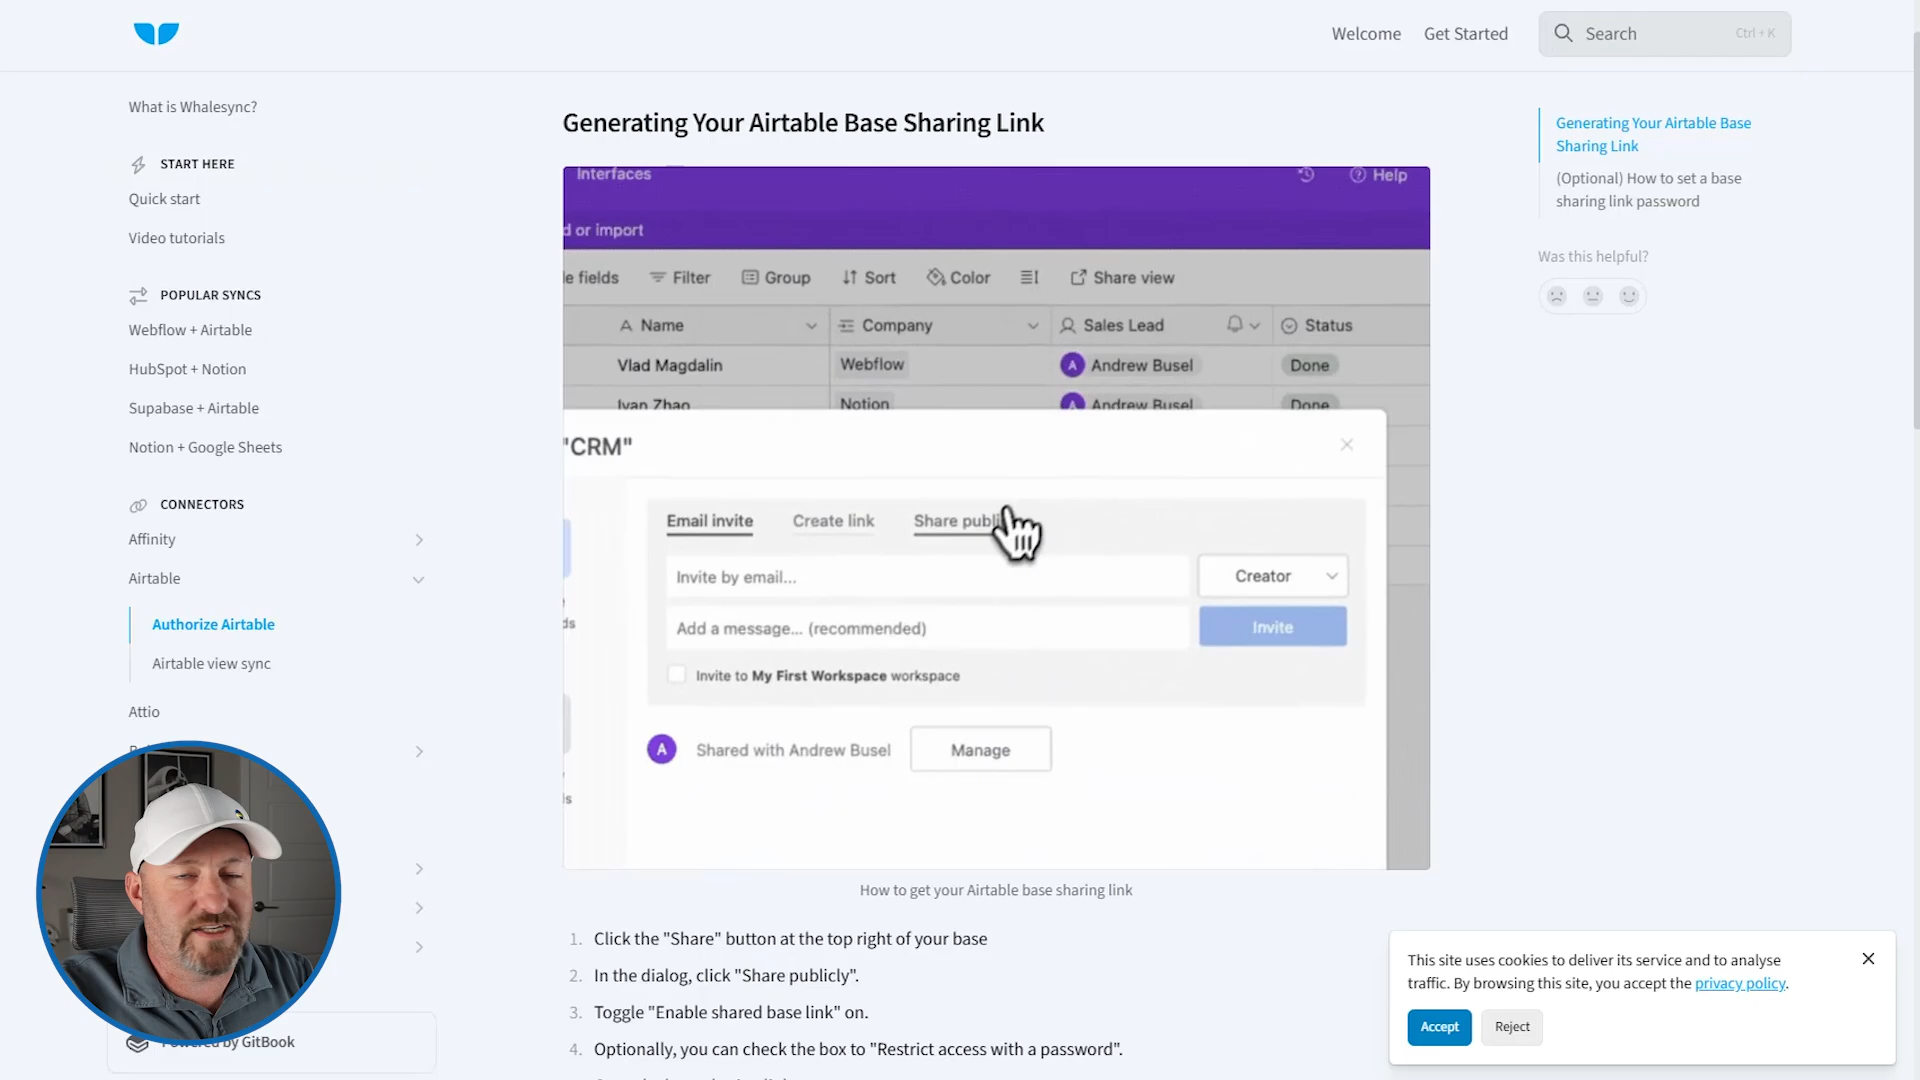 Welcome
Get Started
Search
Ctrl + K
What is Whalesync?
START HERE
Quick start
Video tutorials
POPULAR SYNCS
Webflow + Airtable
HubSpot + Notion
Supabase + Airtable
Notion + Google Sheets
CONNECTORS
Affinity
Airtable
Authorize Airtable
Airtable view sync
Attio
Powered by GitBook
Generating Your Airtable Base Sharing Link
Interfaces
Help
d or import
le fields
Filter
Group
Sort
Color
Share view
Name
Company
Sales Lead
Status
Vlad Magdalin
Webflow
A Andrew Busel
Done
Ivan Zhao
Notion
A Andrew Busel
Done
"CRM"
Email invite
Create link
Share publi
Invite by email...
Creator
ds
Add a message... (recommended)
Invite
Invite to My First Workspace workspace
A Shared with Andrew Busel
Manage
ls
How to get your Airtable base sharing link
1. Click the "Share" button at the top right of your base
2. In the dialog, click "Share publicly".
3. Toggle "Enable shared base link" on.
4. Optionally, you can check the box to "Restrict access with a password".
Generating Your Airtable Base
Sharing Link
(Optional) How to set a base
sharing link password
Was this helpful?
This site uses cookies to deliver its service and to analyse
traffic. By browsing this site, you accept the privacy policy.
Accept
Reject